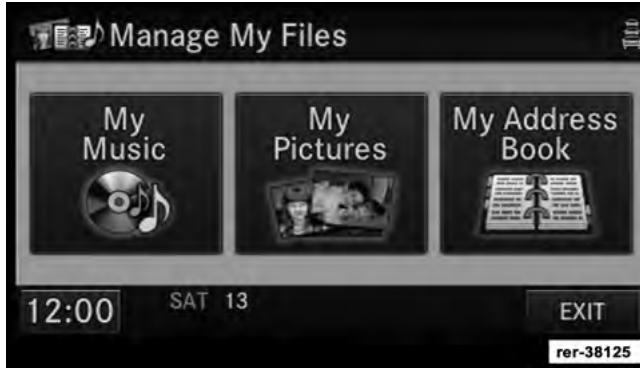 Manage My Files
My
Music
My
Pictures
My Address
Book
12:00
SAT 13
EXIT
rer-38125